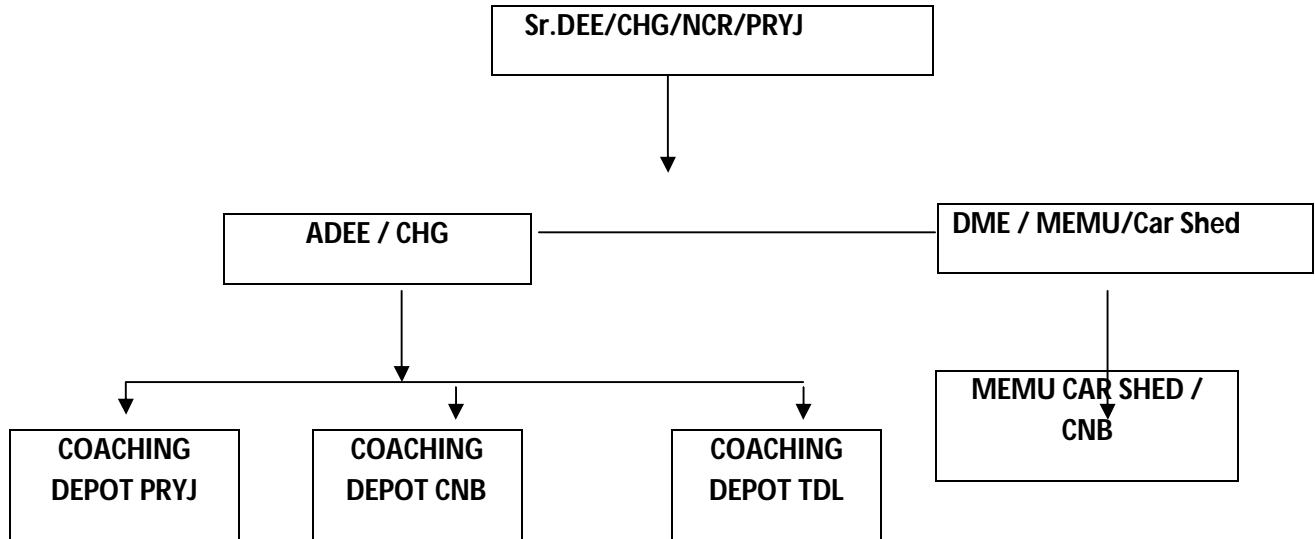 Sr.DEE/CHG/NCR/PRYJ
ADEE / CHG
DME / MEMU/Car Shed
MEMU CAR SHED /
CNB
COACHING
DEPOT PRYJ
COACHING
DEPOT CNB
COACHING
DEPOT TDL